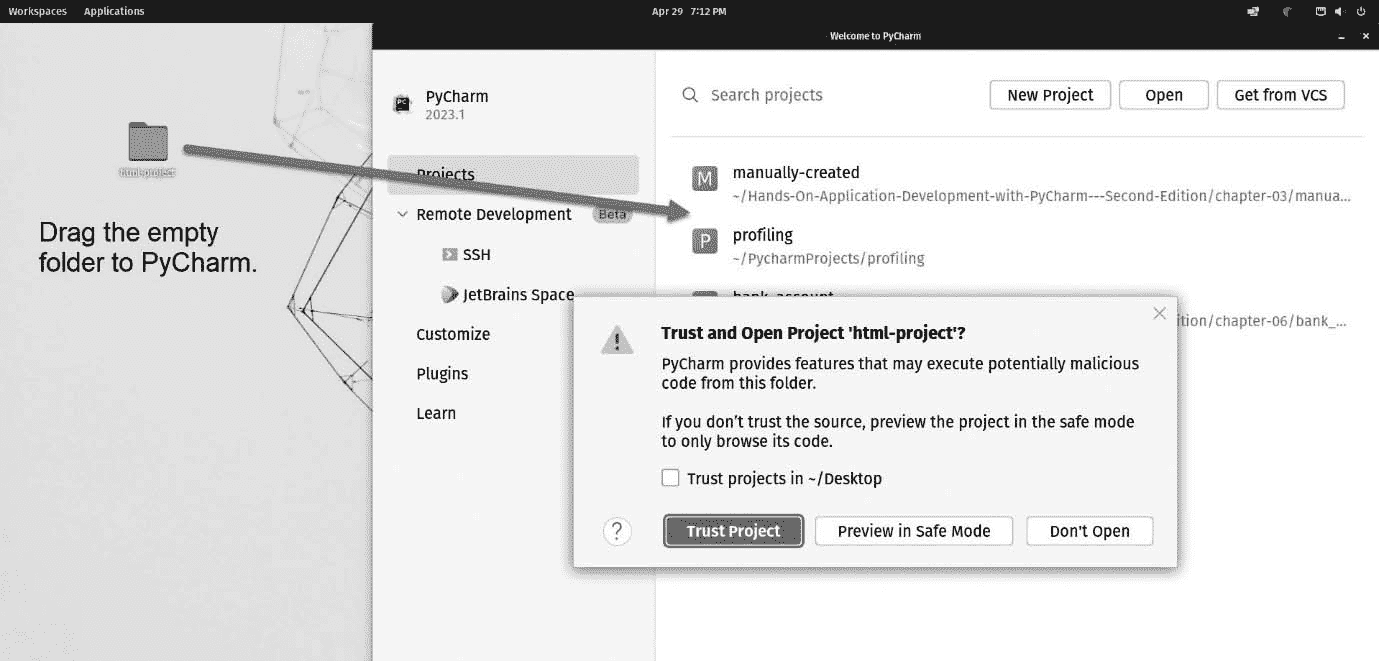 Workspaces Applications Apr 29 7:12 PM
Welcome to PyCharm
PyCharm
2023.1
Search projects
New Project Open Get from VCS
html-project
Drag the empty
folder to PyCharm.
Projects
Remote Development Beta
SSH
JetBrains Space
Customize
Plugins
Learn
M manually-created
~/Hands-On-Application-Development-with-PyCharm---Second-Edition/chapter-03/manua...
P profiling
~/PycharmProjects/profiling
bank_account
ition/chapter-06/bank_...
Trust and Open Project 'html-project'?
PyCharm provides features that may execute potentially malicious
code from this folder.
If you don’t trust the source, preview the project in the safe mode
to only browse its code.
Trust projects in ~/Desktop
? Trust Project Preview in Safe Mode Don't Open